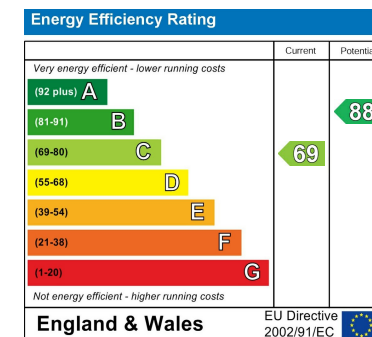 Energy Efficiency Rating
Current Potentia
Very energy efficient - lower running costs
(92 plus) A
(81-91) B
88
(69-80) C
69
(55-68) D
(39-54) E
(21-38) F
(1-20) G
Not energy efficient - higher running costs
England & Wales
EU Directive
2002/91/EC